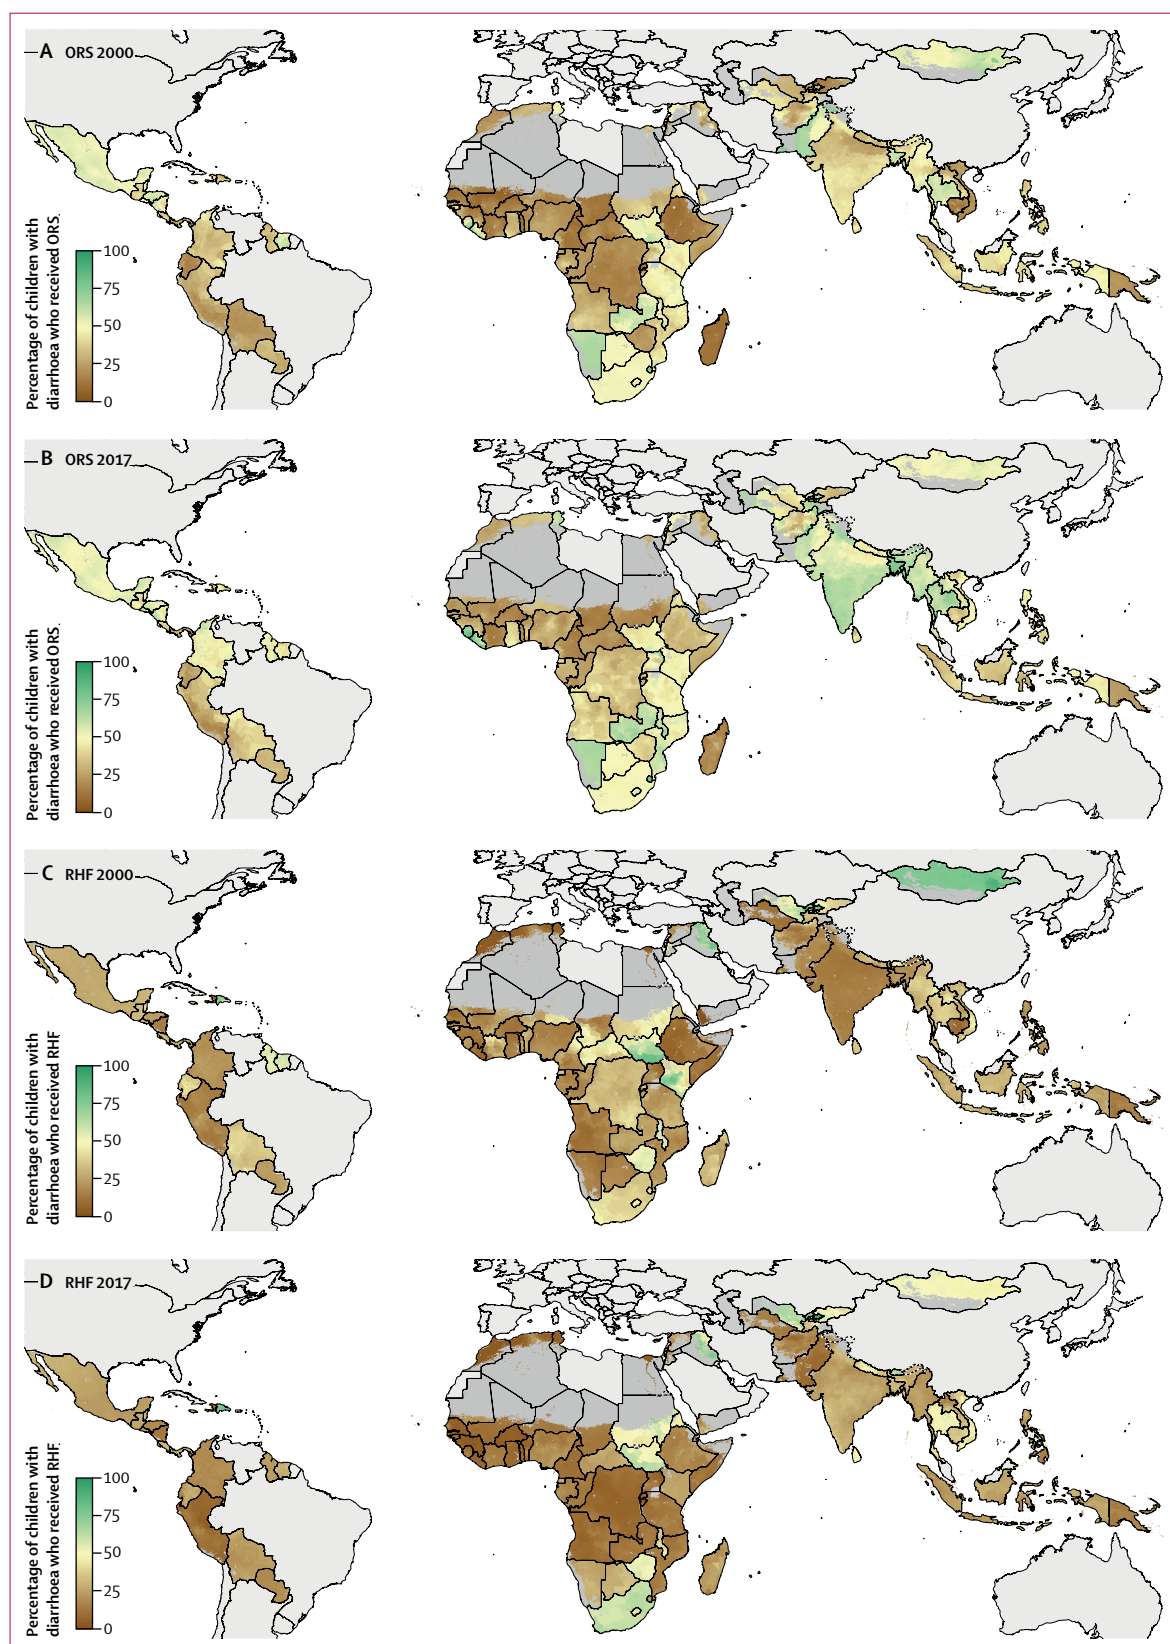 A ORS 2000
Percentage of children with
diarrhoea who received ORS
100
75
50
25
0
B ORS 2017
Percentage of children with
diarrhoea who received ORS
100
75
50
25
0
C RHF 2000
Percentage of children with
diarrhoea who received RHF
100
75
50
25
0
D RHF 2017
Percentage of children with
diarrhoea who received RHF
100
75
50
25
0